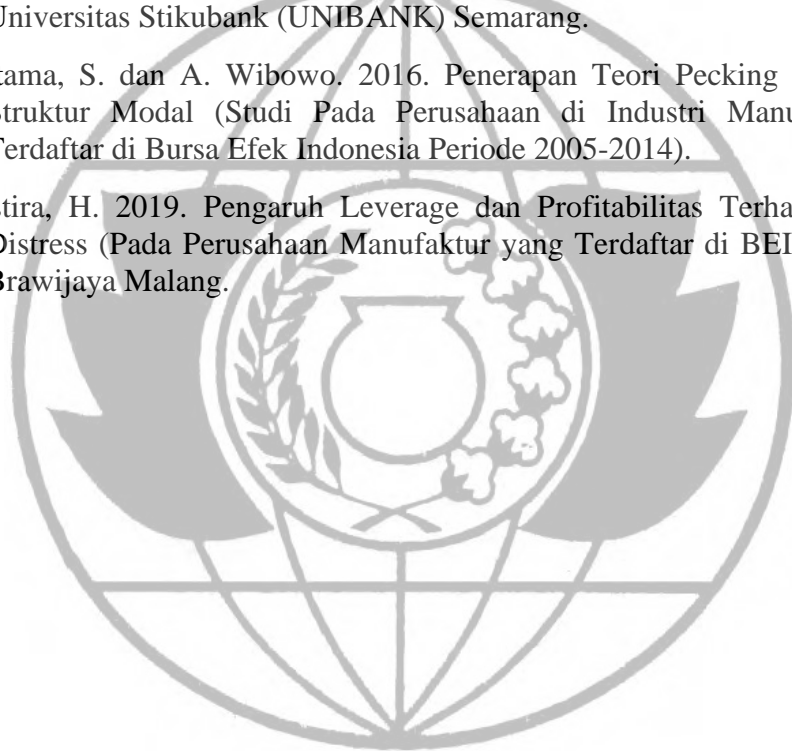 Universitas Stikubank (UNIBANK) Semarang.
tama, S. dan A. Wibowo. 2016. Penerapan Teori Pecking
Struktur Modal (Studi Pada Perusahaan di Industri Manu
Terdaftar di Bursa Efek Indonesia Periode 2005-2014).
stira, H. 2019. Pengaruh Leverage dan Profitabilitas Terha
Distress (Pada Perusahaan Manufaktur yang Terdaftar di BEI
Brawijaya Malang.